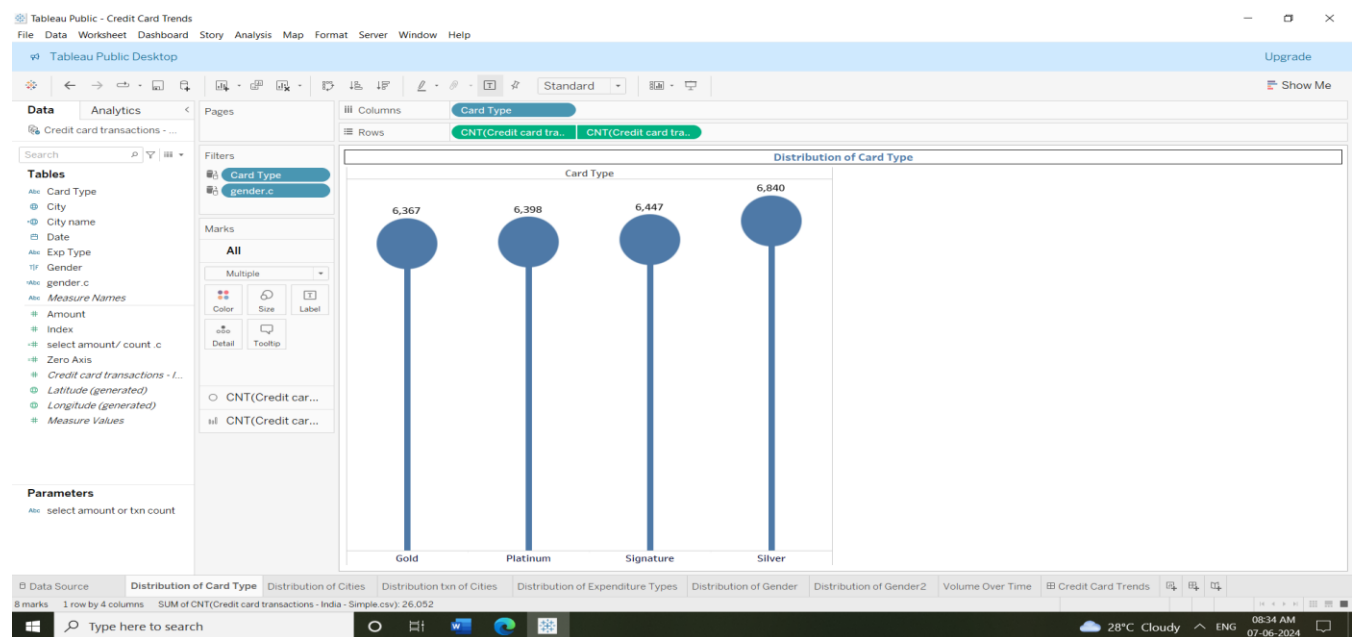 Tableau Public - Credit Card Trends
File Data Worksheet Dashboard Story Analysis Map Format Server Window Help
Tableau Public Desktop
Upgrade
Standard
Show Me
Data Analytics
Credit card transactions - ...
Search
Tables
Abc Card Type
City
City name
Date
Abc Exp Type
T|F Gender
Abc gender.c
Abc Measure Names
# Amount
# Index
# select amount/ count .c
# Zero Axis
# Credit card transactions - I...
Latitude (generated)
Longitude (generated)
# Measure Values
Parameters
Abc select amount or txn count
Pages
Filters
Card Type
gender.c
Marks
All
Multiple
Color Size Label
Detail Tooltip
CNT(Credit car...
CNT(Credit car...
Columns Card Type
Rows CNT(Credit card tra.. CNT(Credit card tra..
Distribution of Card Type
Card Type
6,367 6,398 6,447 6,840
Gold Platinum Signature Silver
Data Source Distribution of Card Type Distribution of Cities Distribution txn of Cities Distribution of Expenditure Types Distribution of Gender Distribution of Gender2 Volume Over Time Credit Card Trends
8 marks 1 row by 4 columns SUM of CNT(Credit card transactions - India - Simple.csv): 26,052
Type here to search
28°C Cloudy ENG 08:34 AM
07-06-2024